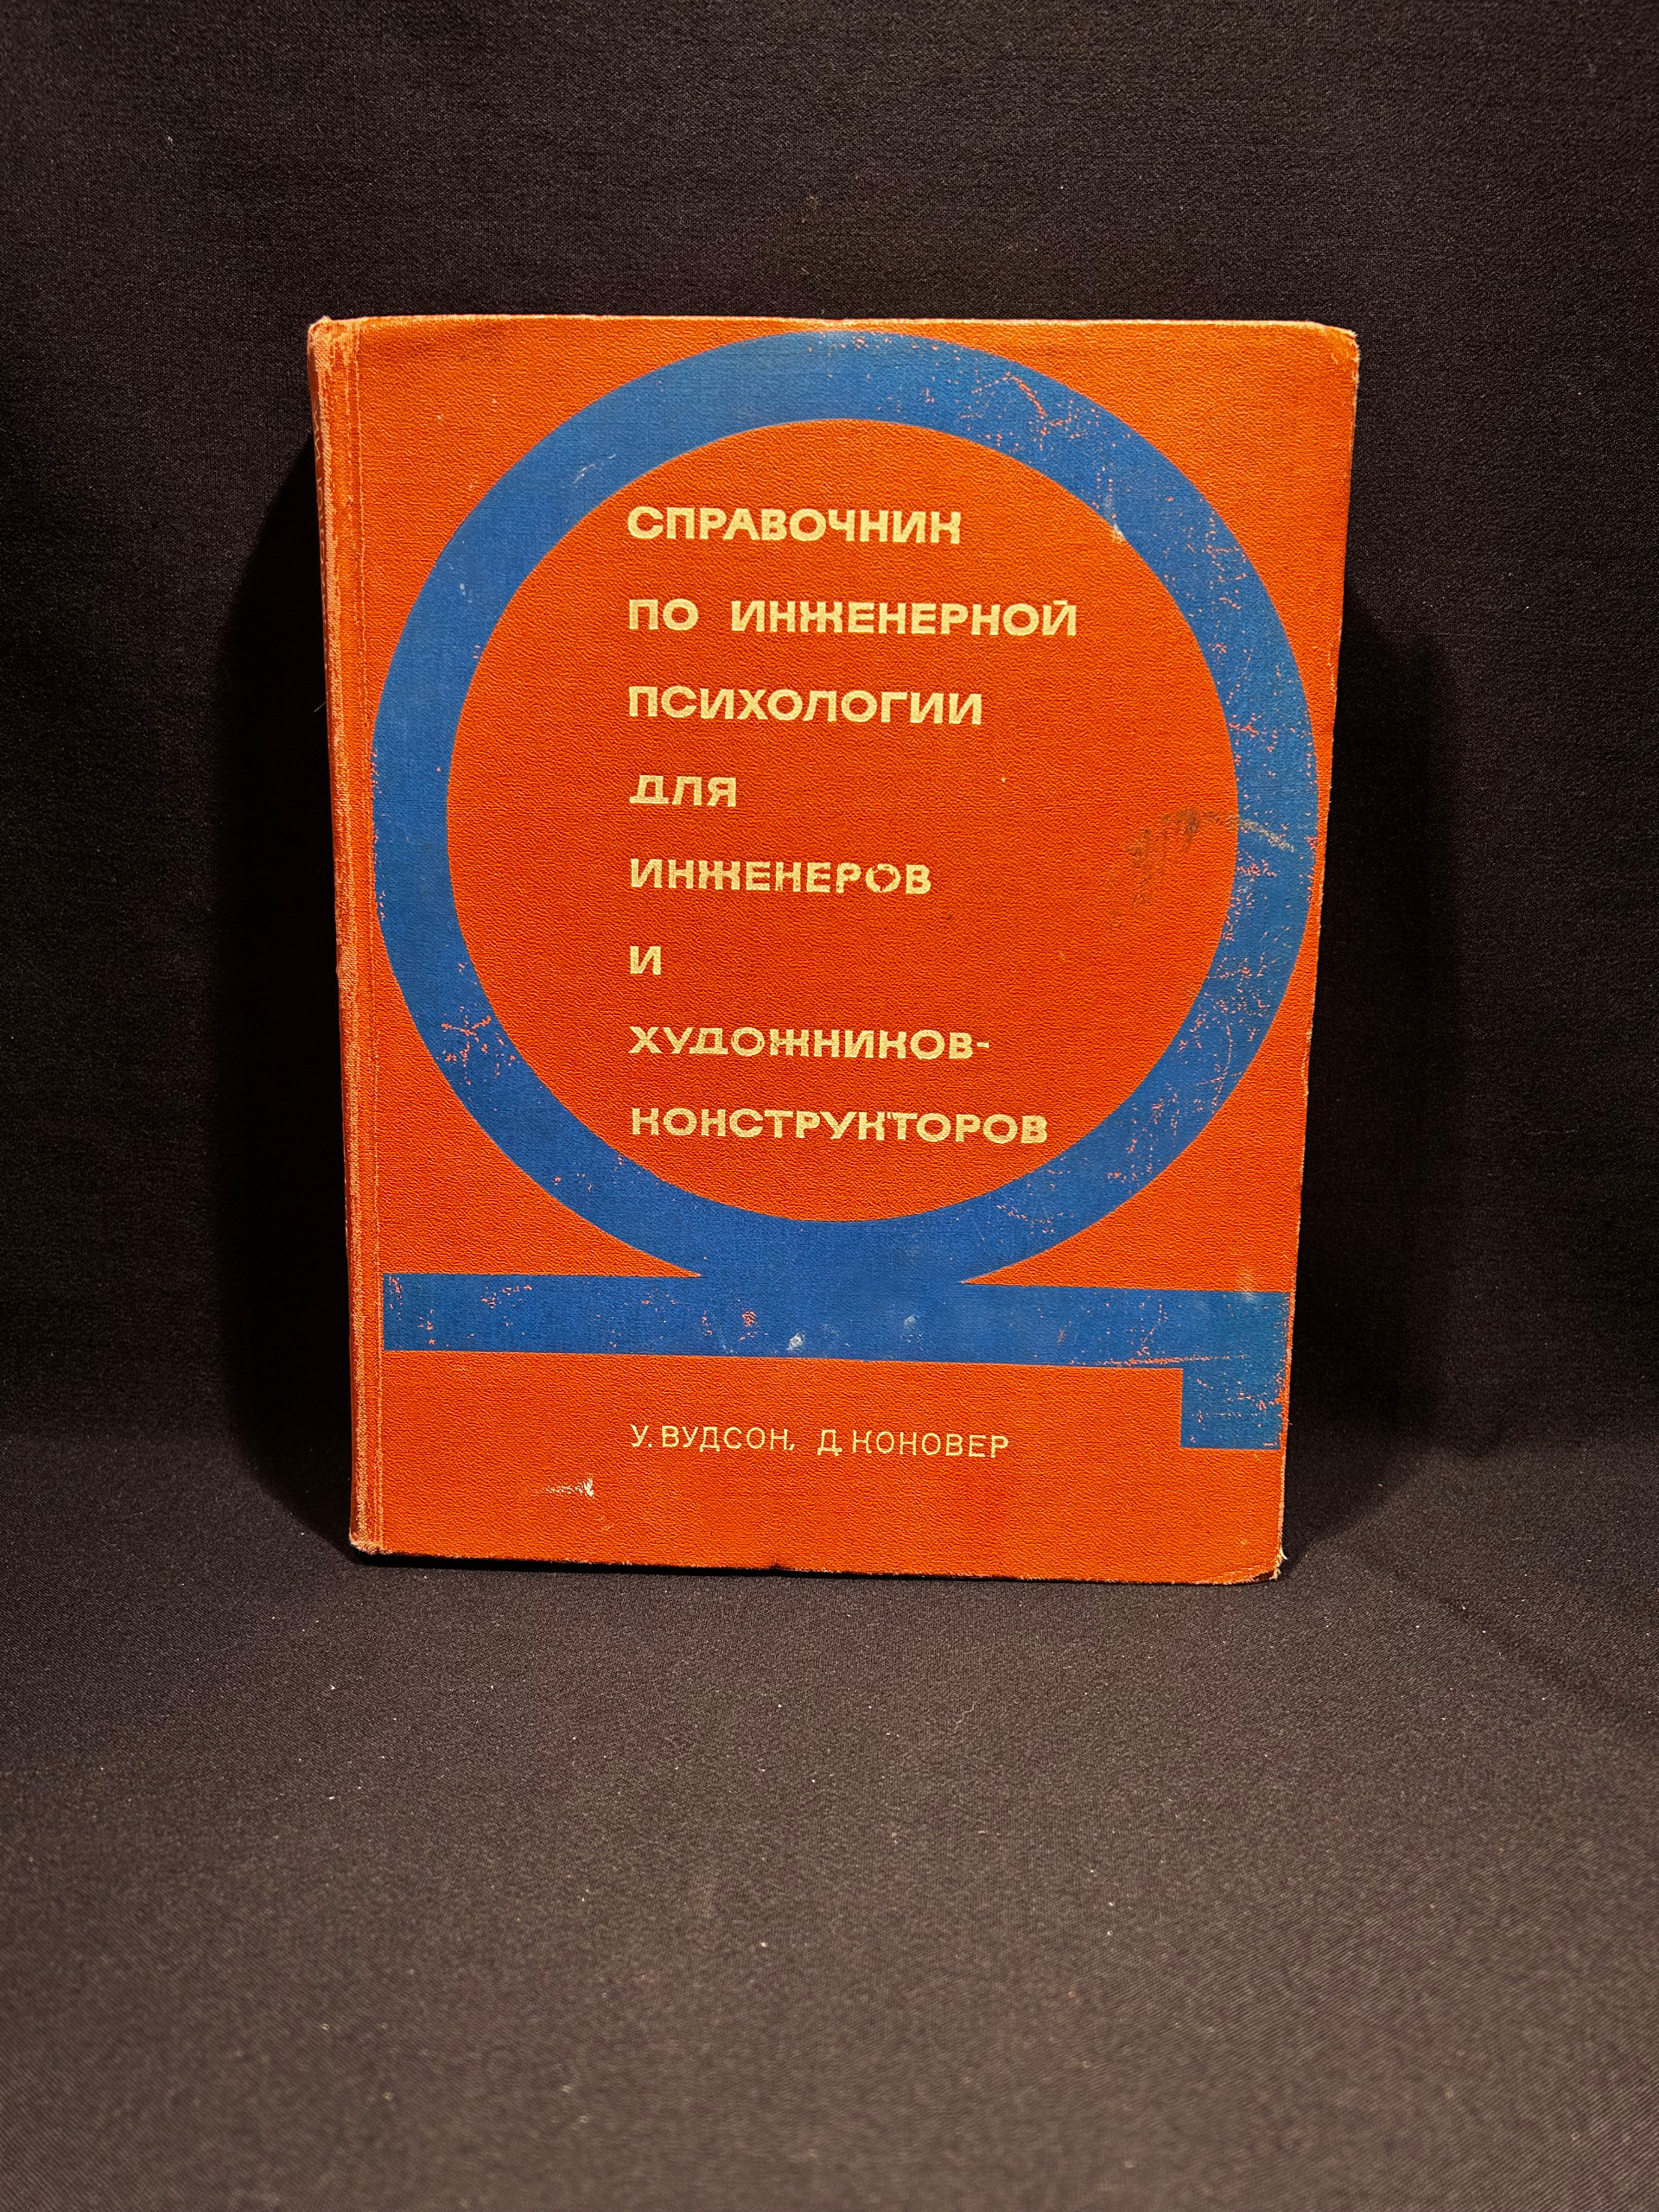 СПРАВОЧНИК
ПО ИНЖЕНЕРНОЙ
ПСИХОЛОГИИ
ДЛЯ
ИНЖЕНЕРОВ
И
ХУДОЖНИКОВ-
КОНСТРУКТОРОВ
У. ВУДСОН, Д. КОНОВЕР